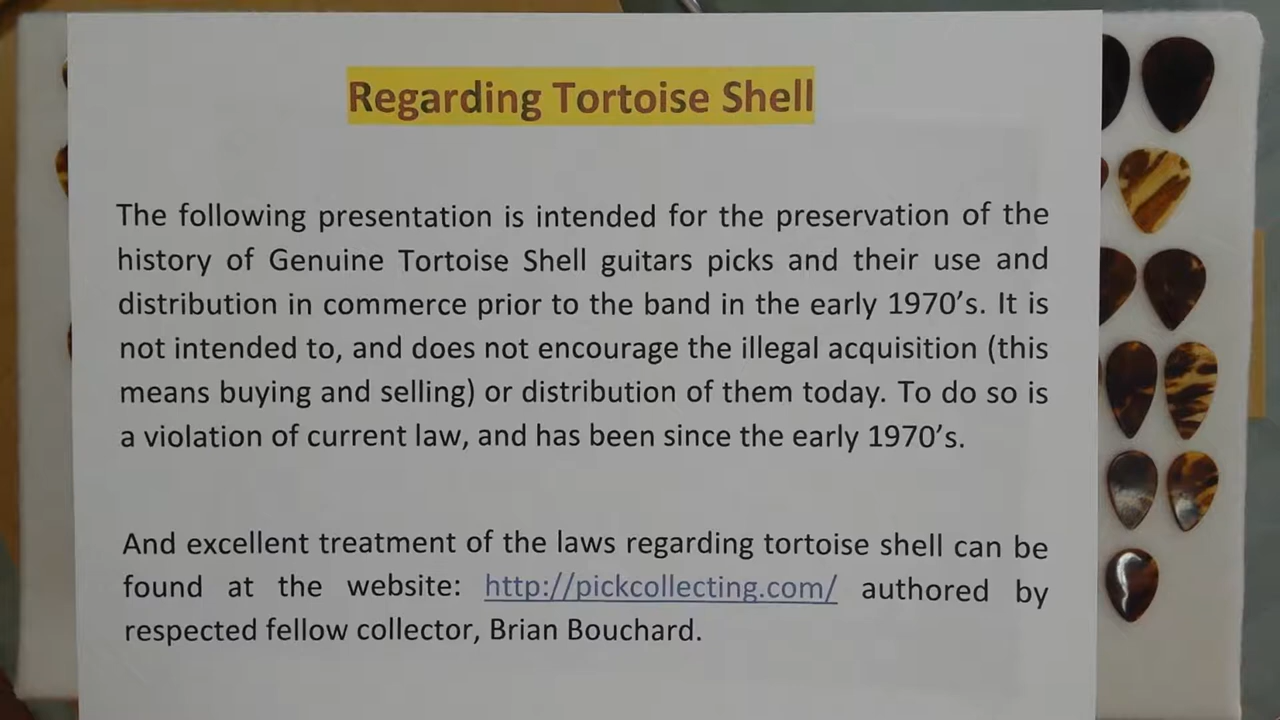 Regarding Tortoise Shell
The following presentation is intended for the preservation of the
history of Genuine Tortoise Shell guitars picks and their use and
distribution in commerce prior to the band in the early 1970's. It is
not intended to, and does not encourage the illegal acquisition (this
means buying and selling) or distribution of them today. To do so is
a violation of current law, and has been since the early 1970's.
And excellent treatment of the laws regarding tortoise shell can be
found at the website: http://pickcollecting.com/ authored by
respected fellow collector, Brian Bouchard.